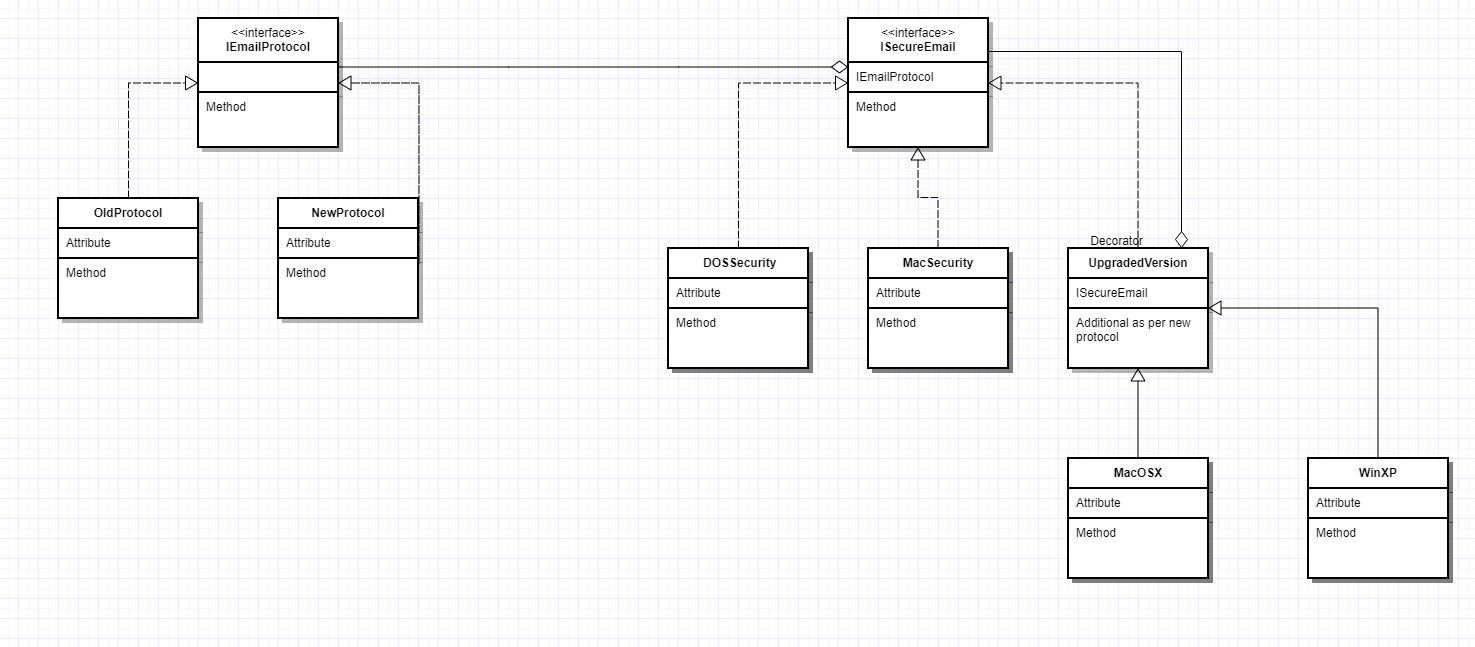 <<interface>>
IEmailProtocol
Method
<<interface>>
ISecureEmail
IEmailProtocol
Method
OldProtocol
Attribute
Method
NewProtocol
Attribute
Method
DOSSecurity
Attribute
Method
MacSecurity
Attribute
Method
Decorator
UpgradedVersion
ISecureEmail
Additional as per new
protocol
MacOSX
Attribute
Method
WinXP
Attribute
Method